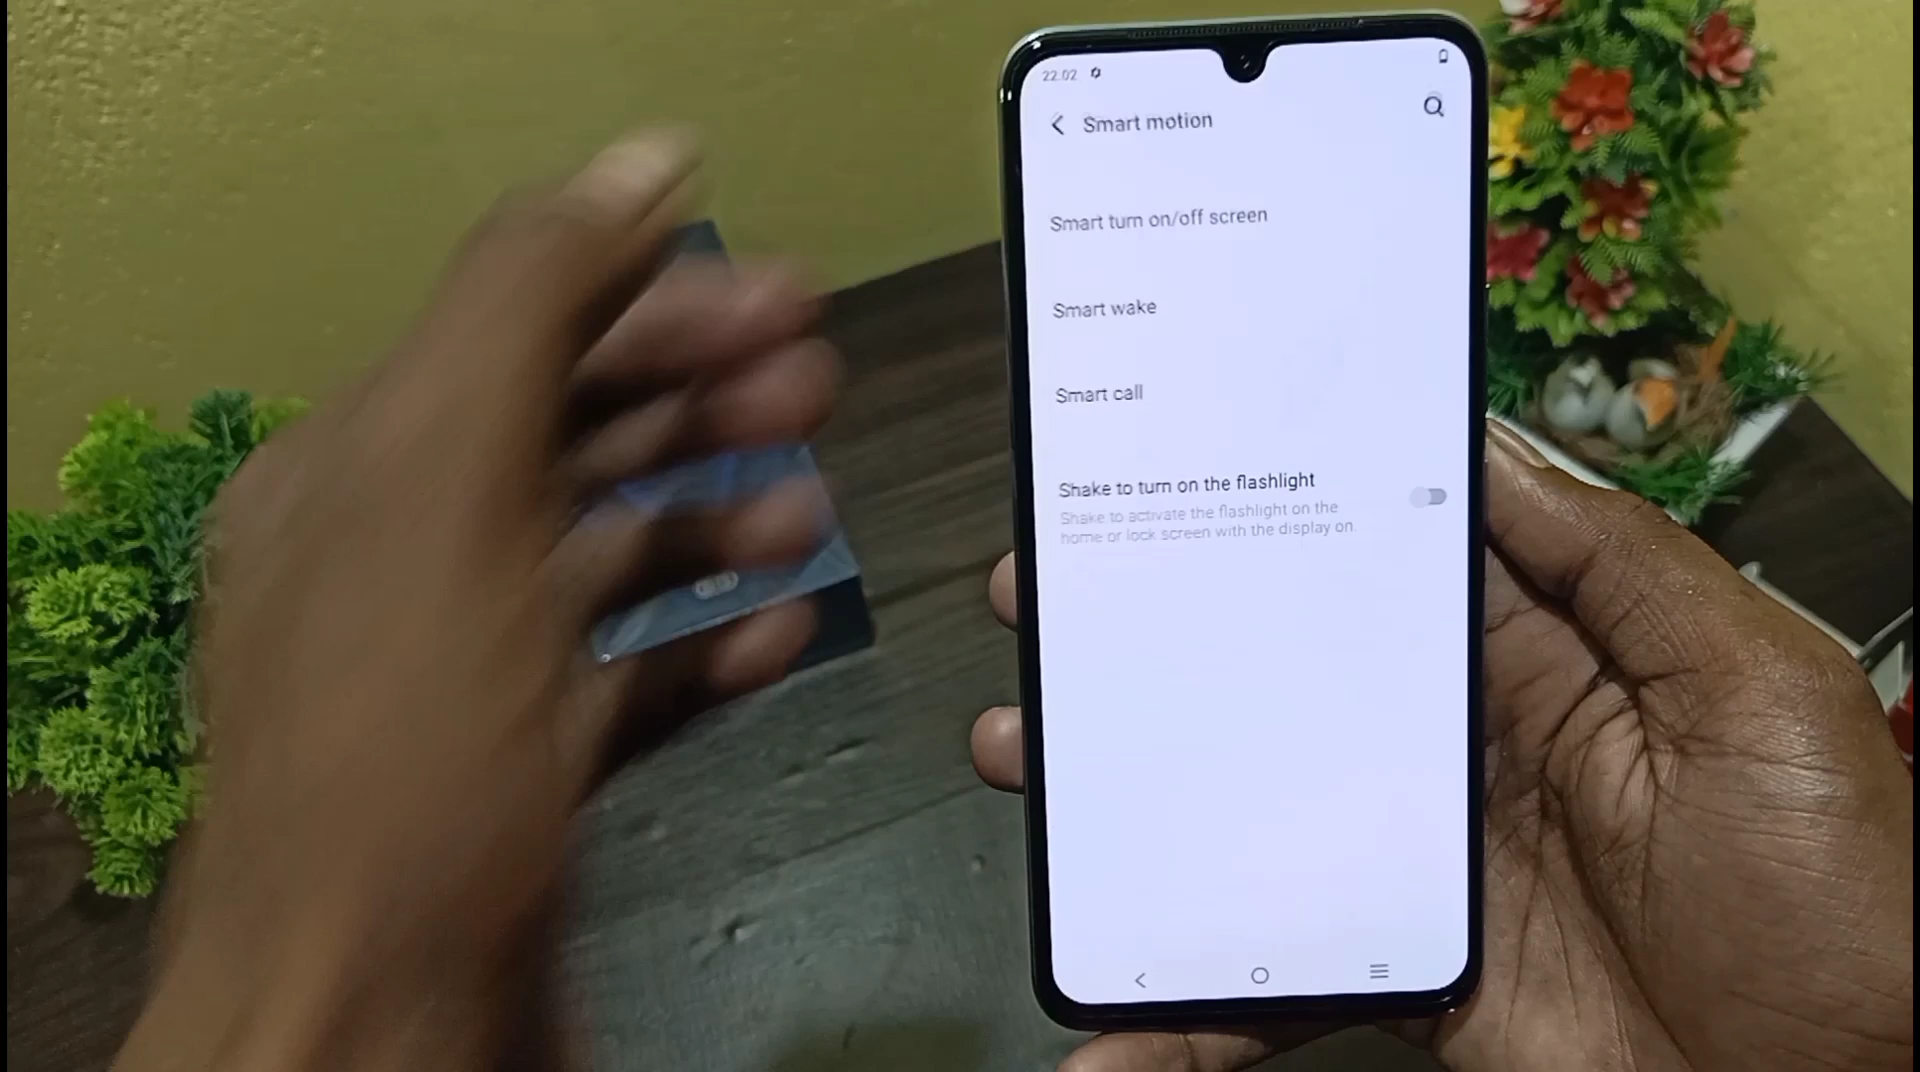 22:02
Smart motion
Smart turn on/off screen
Smart wake
Smart call
Shake to turn on the flashlight
Shake to activate the flashlight on the
home or lock screen with the display on